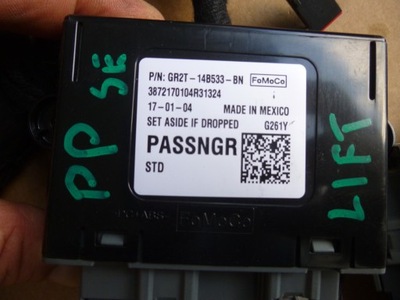 PP SE
P/N: GR2T-14B533-BN FoMoCo
3872170104R31324
17-01-04 MADE IN MEXICO
SET ASIDE IF DROPPED G261Y
PASSNGR
STD
LIFT
FoMoCo